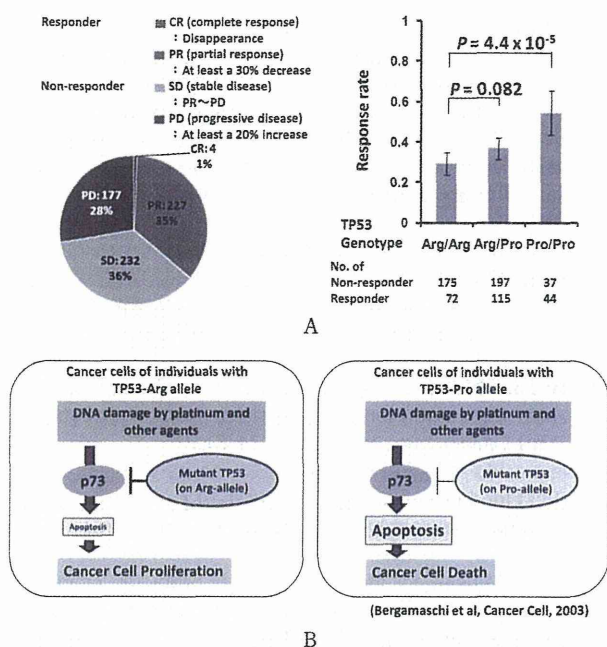 Responder
CR (complete response)
: Disappearance
PR (partial response)
: At least a 30% decrease
Non-responder
SD (stable disease)
: PR～PD
PD (progressive disease)
: At least a 20% increase
CR: 4
1%
PD: 177
28%
PR: 227
35%
SD: 232
36%
Response rate
1
0.8
0.6
0.4
0.2
0
P = 4.4 x 10-5
P = 0.082
TP53
Genotype Arg/Arg Arg/Pro Pro/Pro
No. of
Non-responder 175 197 37
Responder 72 115 44
A
Cancer cells of individuals with
TP53-Arg allele
DNA damage by platinum and
other agents
p73
Mutant TP53
(on Arg-allele)
Apoptosis
Cancer Cell Proliferation
Cancer cells of individuals with
TP53-Pro allele
DNA damage by platinum and
other agents
p73
Mutant TP53
(on Pro-allele)
Apoptosis
Cancer Cell Death
(Bergamaschi et al, Cancer Cell, 2003)
B